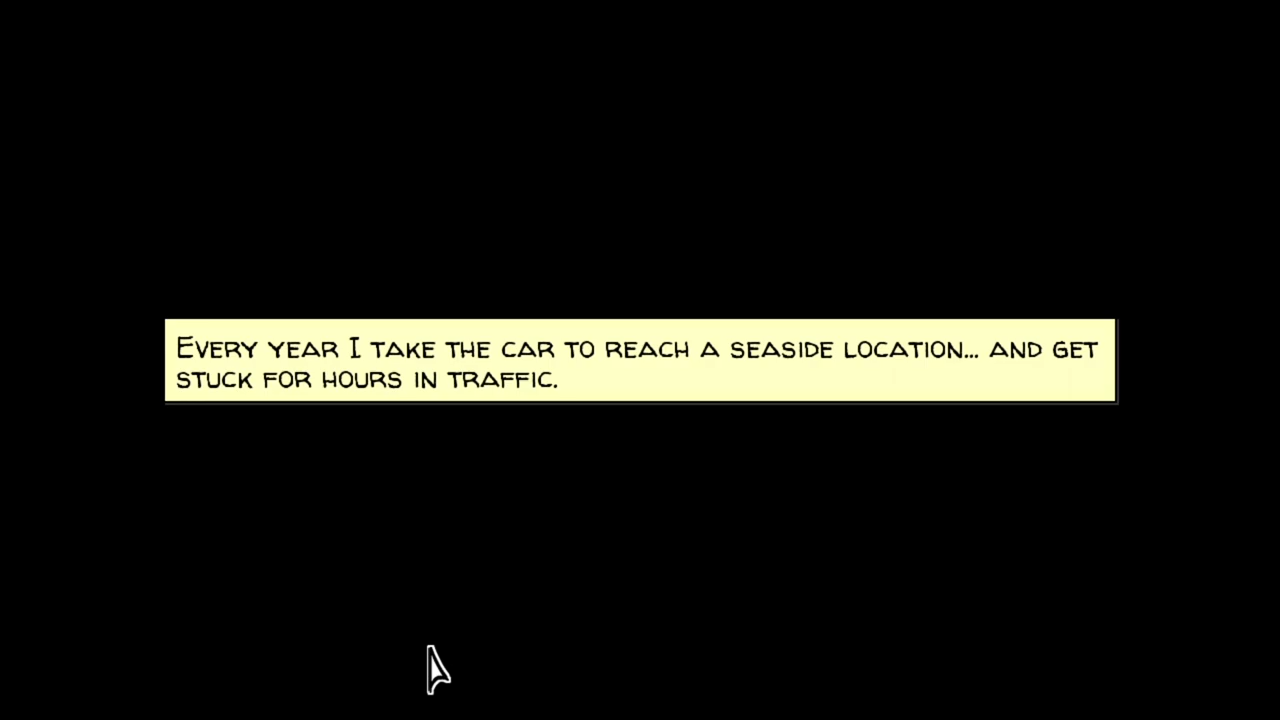 Every year I take the car to reach a seaside location... and get
stuck for hours in traffic.